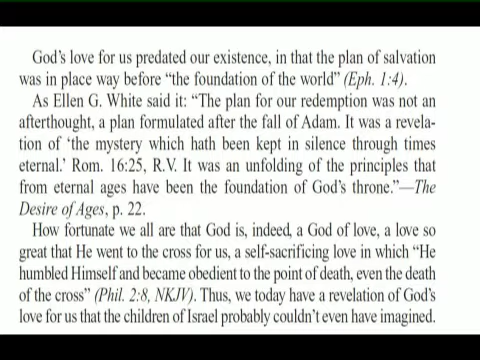 God’s love for us predated our existence, in that the plan of salvation
was in place way before “the foundation of the world” (Eph. 1:4).
As Ellen G. White said it: “The plan for our redemption was not an
afterthought, a plan formulated after the fall of Adam. It was a revela-
tion of ‘the mystery which hath been kept in silence through times
eternal.’ Rom. 16:25, R.V. It was an unfolding of the principles that
from eternal ages have been the foundation of God’s throne.”—The
Desire of Ages, p. 22.
How fortunate we all are that God is, indeed, a God of love, a love so
great that He went to the cross for us, a self-sacrificing love in which “He
humbled Himself and became obedient to the point of death, even the death
of the cross” (Phil. 2:8, NKJV). Thus, we today have a revelation of God’s
love for us that the children of Israel probably couldn’t even have imagined.